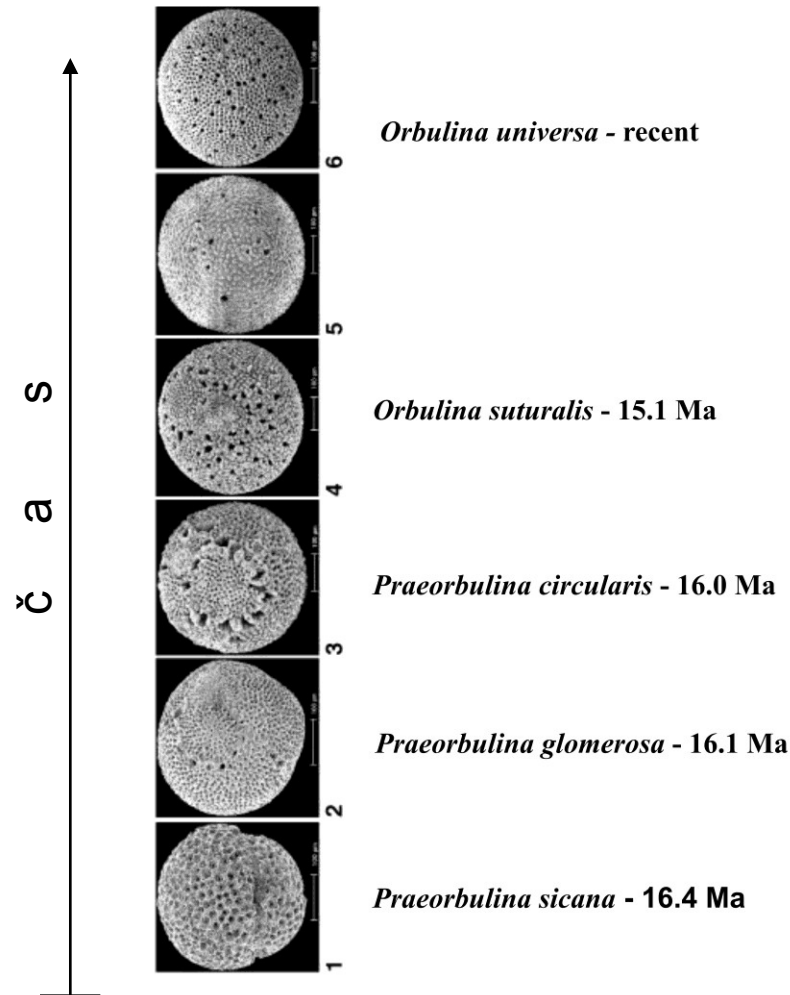 Orbulina universa - recent
6
5
Orbulina suturalis - 15.1 Ma
4
Praeorbulina circularis - 16.0 Ma
3
Praeorbulina glomerosa - 16.1 Ma
2
Praeorbulina sicana - 16.4 Ma
1
č a s